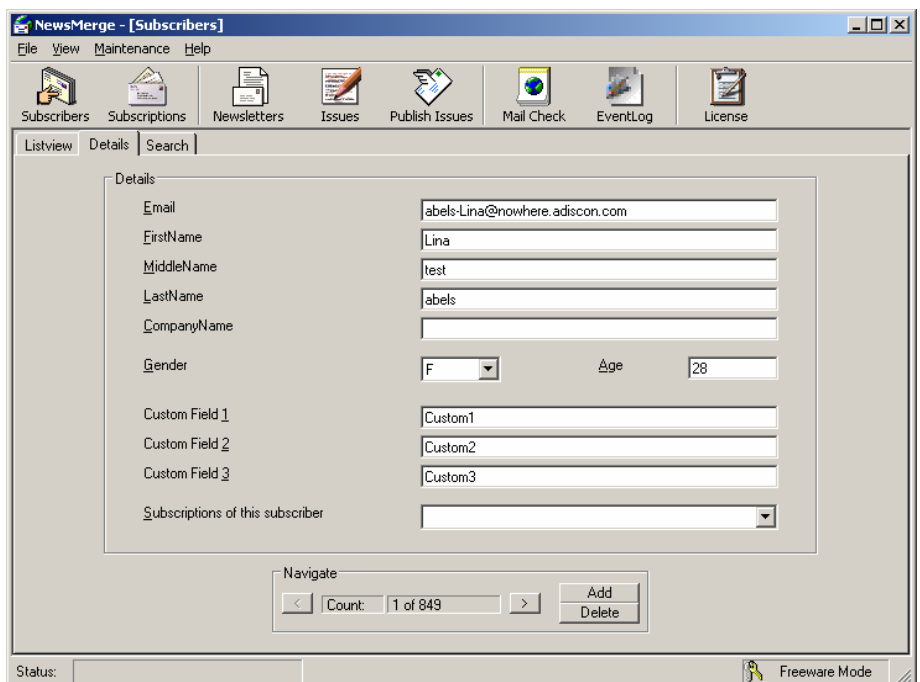 NewsMerge - [Subscribers]
File View Maintenance Help
Subscribers Subscriptions Newsletters Issues Publish Issues Mail Check EventLog License
Listview Details Search
Details
Email abels-Lina@nowhere.adiscon.com
FirstName Lina
MiddleName test
LastName abels
CompanyName
Gender F Age 28
Custom Field 1 Custom1
Custom Field 2 Custom2
Custom Field 3 Custom3
Subscriptions of this subscriber
Navigate
< Count: 1 of 849 > Add
Delete
Status: Freeware Mode